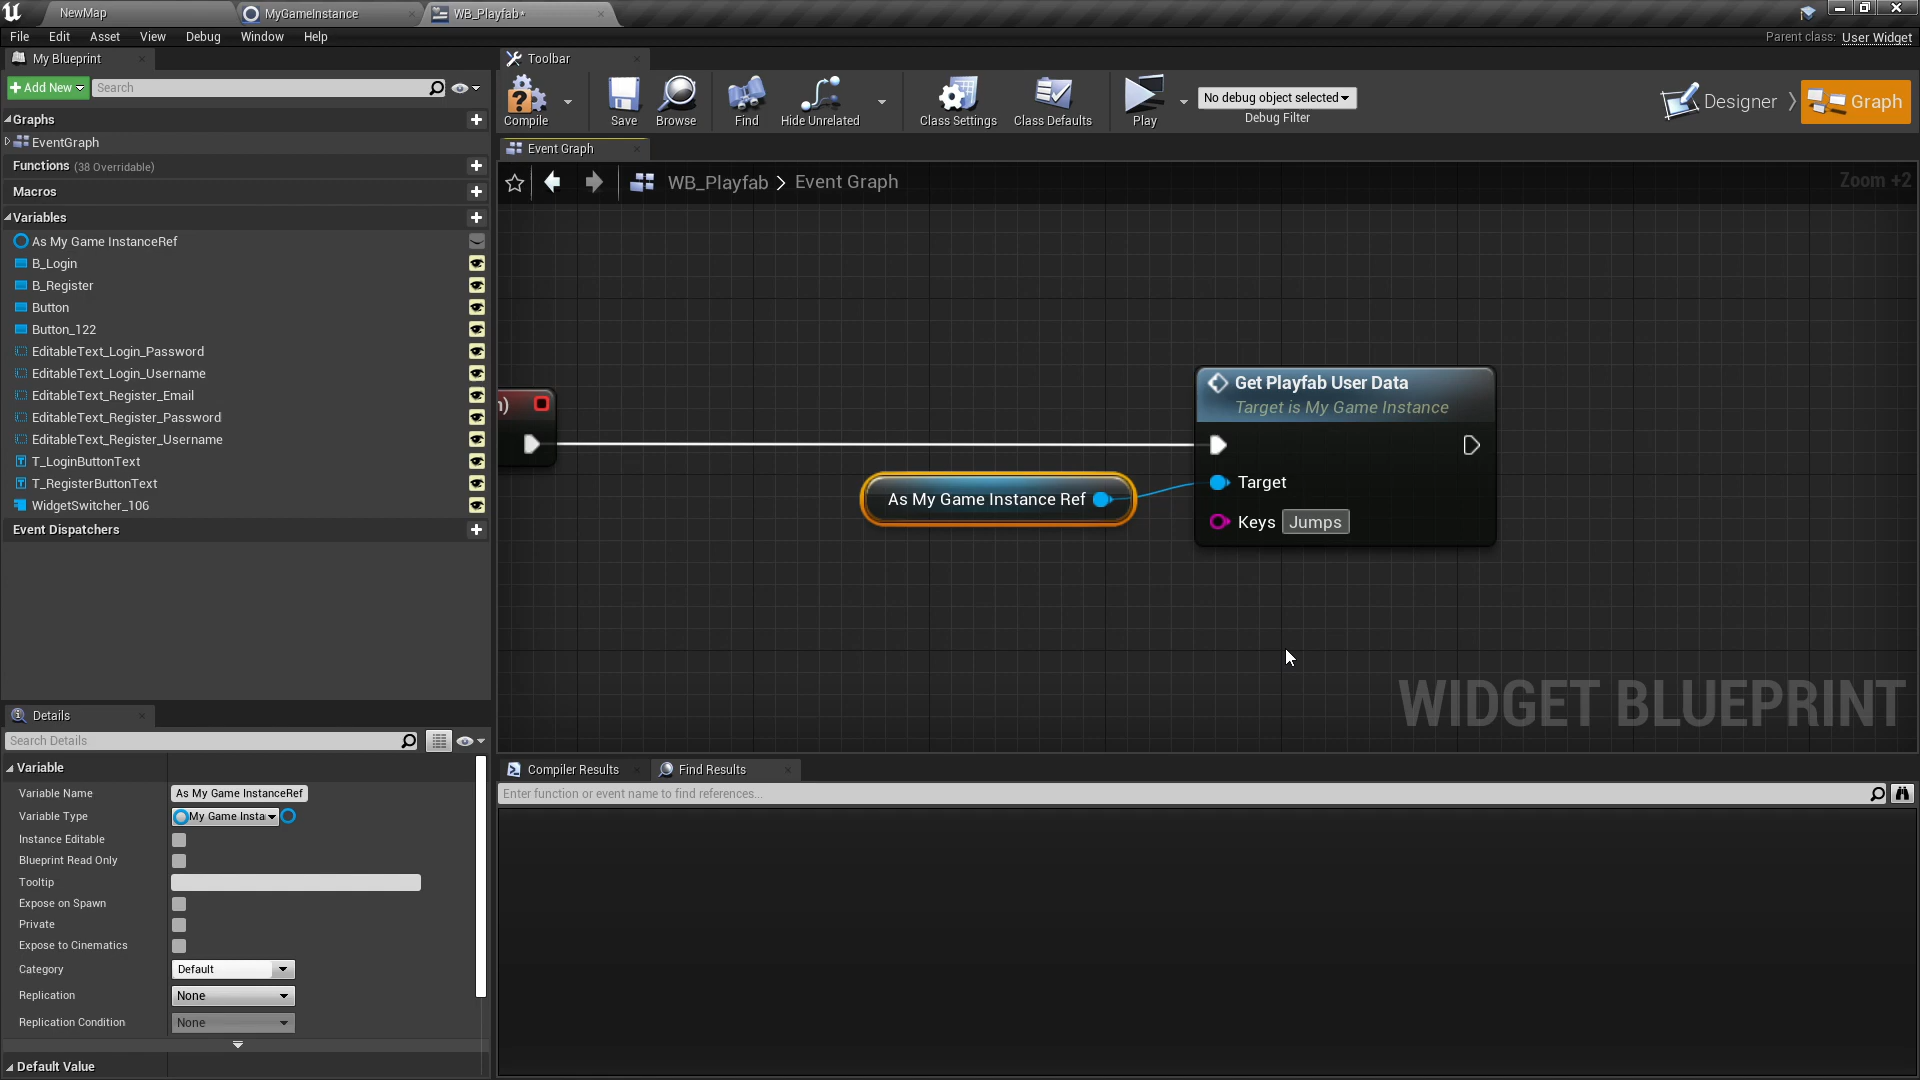 NewMap
MyGameInstance
WB_Playfab*
File Edit Asset View Debug Window Help
Parent class: User Widget
My Blueprint
Toolbar
Add New
Search
Compile
Save
Browse
Find
Hide Unrelated
Class Settings
Class Defaults
Play
No debug object selected
Debug Filter
Designer
Graph
Graphs
EventGraph
Functions (38 Overridable)
Macros
Variables
As My Game InstanceRef
B_Login
B_Register
Button
Button_122
EditableText_Login_Password
EditableText_Login_Username
EditableText_Register_Email
EditableText_Register_Password
EditableText_Register_Username
T_LoginButtonText
T_RegisterButtonText
WidgetSwitcher_106
Event Dispatchers
Event Graph
WB_Playfab > Event Graph
Zoom +2
Get Playfab User Data
Target is My Game Instance
As My Game Instance Ref
Target
Keys Jumps
WIDGET BLUEPRINT
Details
Search Details
Variable
Variable Name As My Game InstanceRef
Variable Type My Game Insta
Instance Editable
Blueprint Read Only
Tooltip
Expose on Spawn
Private
Expose to Cinematics
Category Default
Replication None
Replication Condition None
Default Value
Compiler Results
Find Results
Enter function or event name to find references...